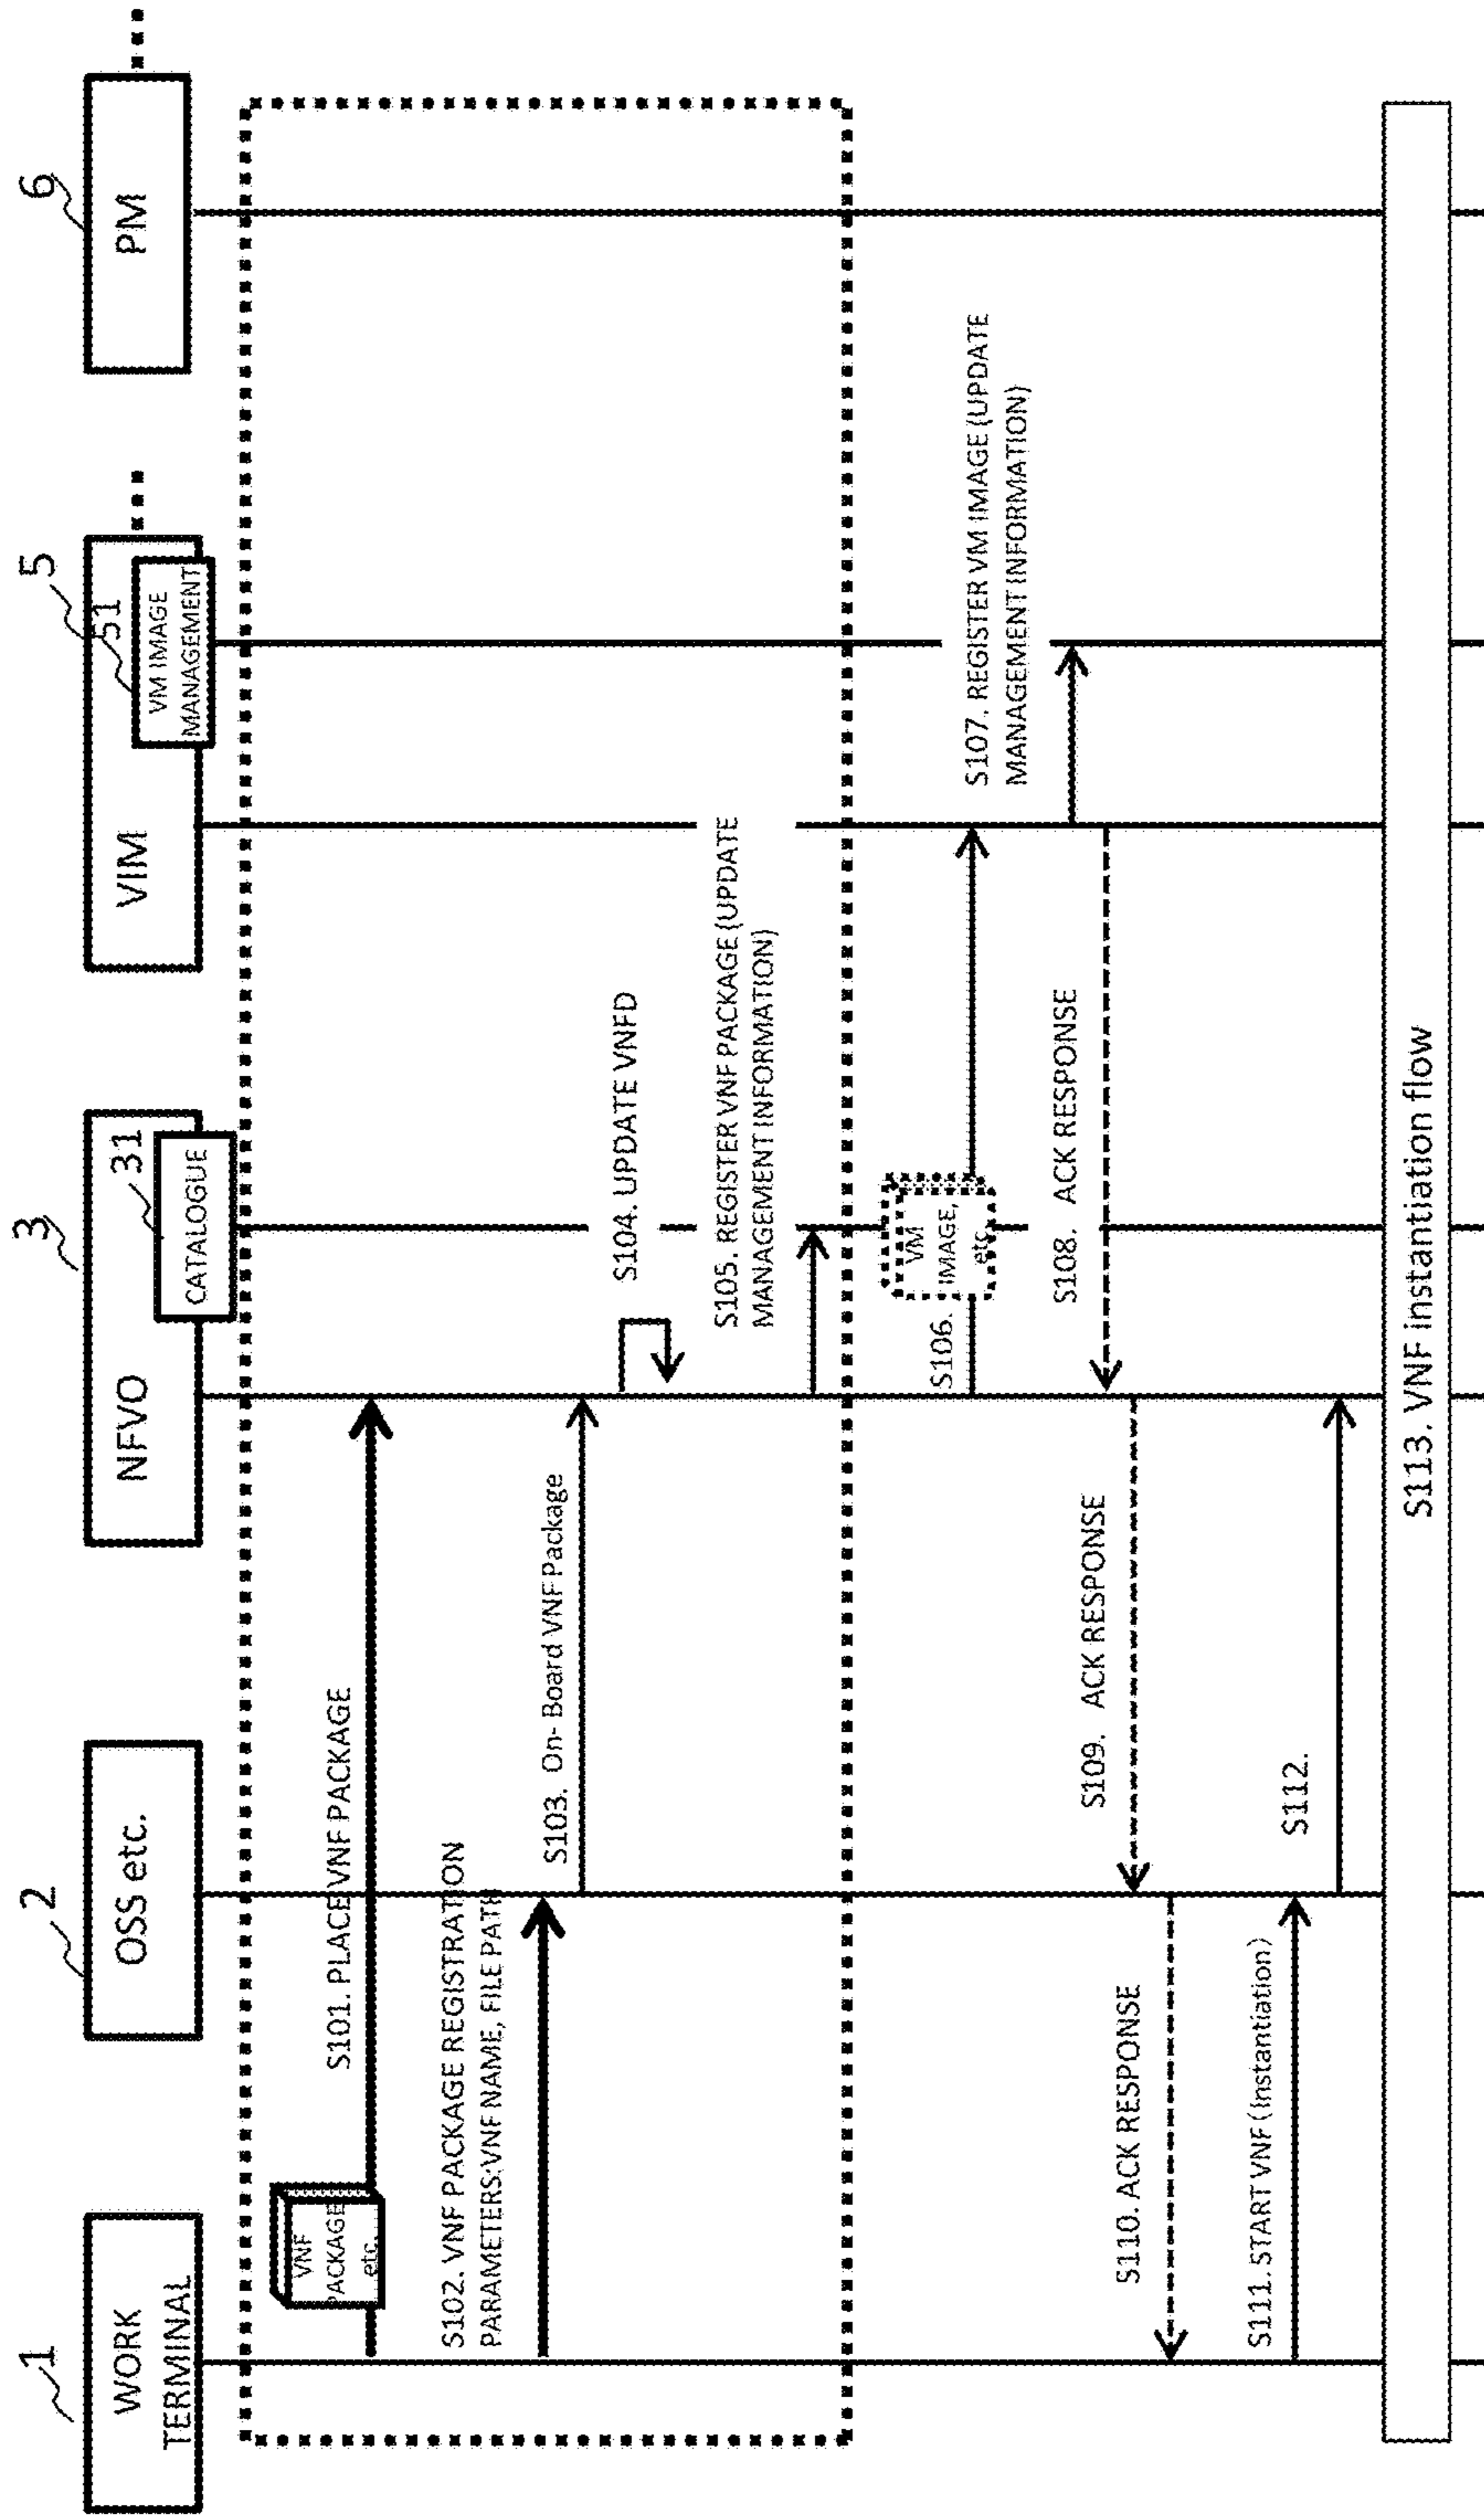 1
WORK
TERMINAL
2
OSS etc.
3
NFVO
31
CATALOGUE
5
VIM
51
VM IMAGE
MANAGEMENT
6
PM
VNF
PACKAGE
etc.
S101. PLACE VNF PACKAGE
S102. VNF PACKAGE REGISTRATION
PARAMETERS:VNF NAME, FILE PATH
S103. On- Board VNF Package
S104. UPDATE VNFD
S105. REGISTER VNF PACKAGE (UPDATE
MANAGEMENT INFORMATION)
S106.
VM
IMAGE,
etc.
S107. REGISTER VM IMAGE (UPDATE
MANAGEMENT INFORMATION)
S108. ACK RESPONSE
S109. ACK RESPONSE
S110. ACK RESPONSE
S111. START VNF (Instantiation)
S112.
S113. VNF instantiation flow